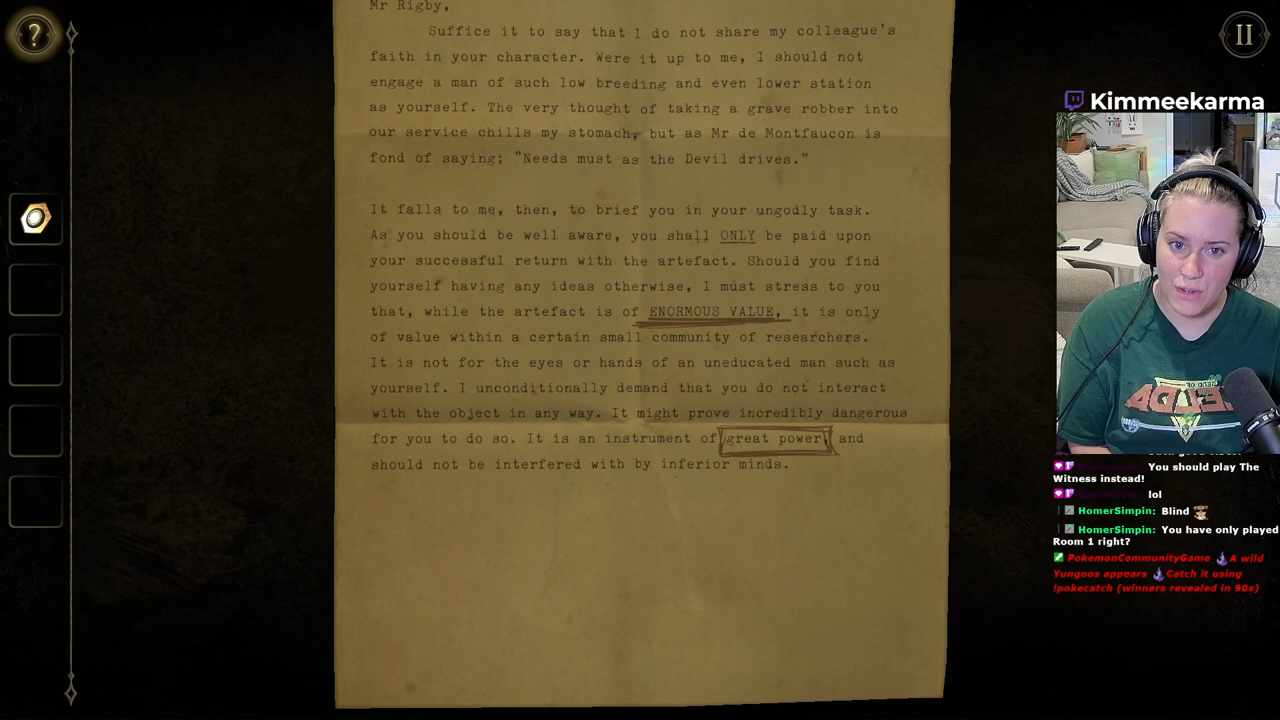 Mr Rigby,
Suffice it to say that I do not share my colleague's
faith in your character. Were it up to me, I should not
engage a man of such low breeding and even lower station
as yourself. The very thought of taking a grave robber into
our service chills my stomach, but as Mr de Montfaucon is
fond of saying; "Needs must as the Devil drives."
It falls to me, then, to brief you in your ungodly task.
As you should be well aware, you shall ONLY be paid upon
your successful return with the artefact. Should you find
yourself having any ideas otherwise, I must stress to you
that, while the artefact is of ENORMOUS VALUE, it is only
of value within a certain small community of researchers.
It is not for the eyes or hands of an uneducated man such as
yourself. I unconditionally demand that you do not interact
with the object in any way. It might prove incredibly dangerous
for you to do so. It is an instrument of great power, and
should not be interfered with by inferior minds.
?
II
Kimmeekarma
ZELDA
You should play The
Witness instead!
lol
HomerSimpin: Blind
HomerSimpin: You have only played
Room 1 right?
PokemonCommunityGame A wild
Yungoos appears Catch it using
!pokecatch (winners revealed in 90s)